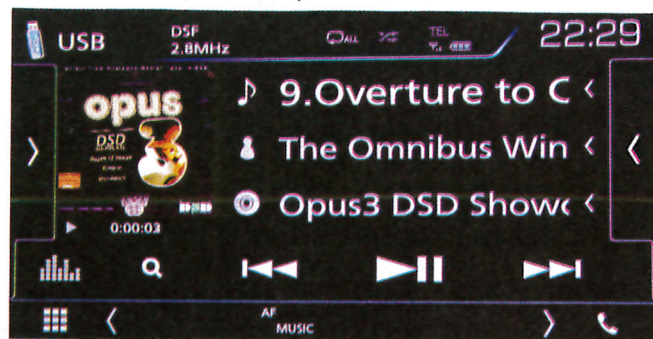 USB
DSF
2.8MHz
ALL
TEL
22:29
opus
3
DSD
9.Overture to C
The Omnibus Win
Opus3 DSD Showc
0:00:03
AF
MUSIC